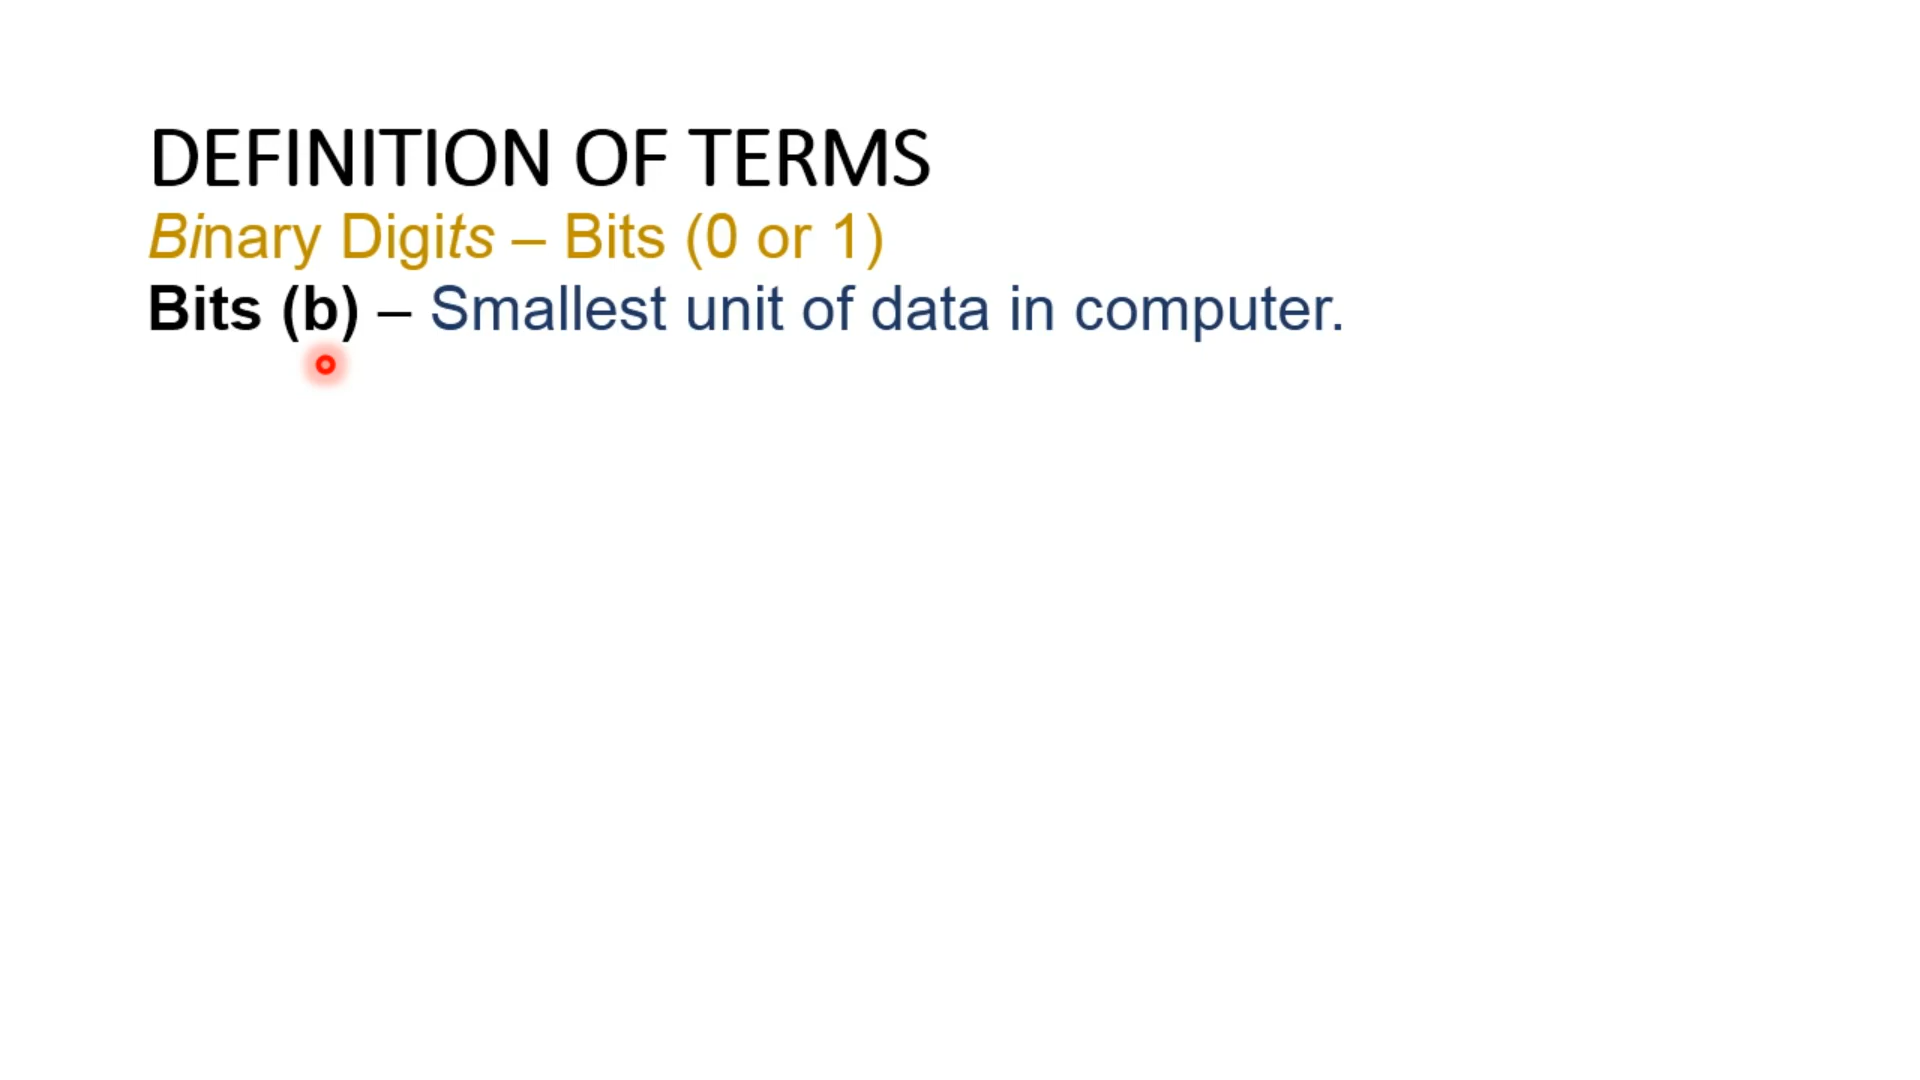 DEFINITION OF TERMS
Binary Digits – Bits (0 or 1)
Bits (b) – Smallest unit of data in computer.